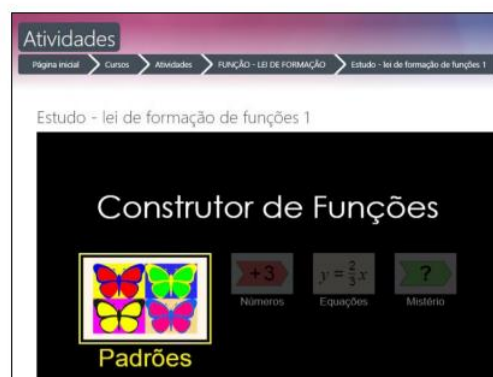 Atividades
Página inicial Cursos Atividades FUNÇÃO - LEI DE FORMAÇÃO Estudo - lei de formação de funções 1
Estudo - lei de formação de funções 1
Construtor de Funções
+3
y = 2/3 x
?
Números Equações Mistério
Padrões